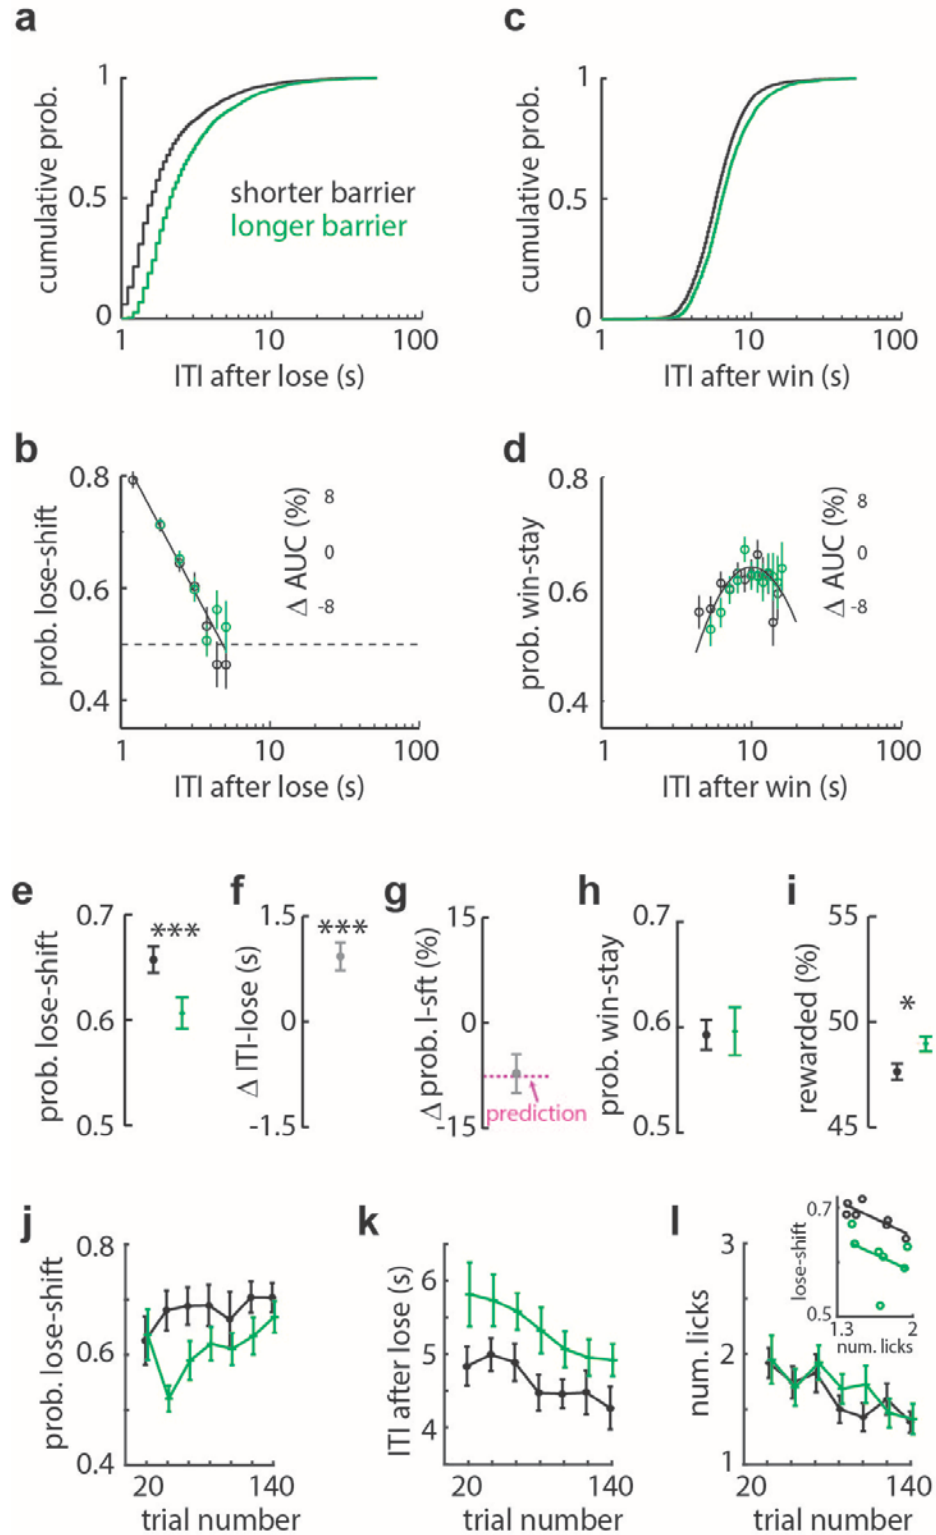 a
cumulative prob.
1
0.5
0
shorter barrier
longer barrier
1
10
100
ITI after lose (s)
c
cumulative prob.
1
0.5
0
1
10
100
ITI after win (s)
b
prob. lose-shift
0.8
0.6
0.4
Δ AUC (%)
8
0
-8
1
10
100
ITI after lose (s)
d
prob. win-stay
0.8
0.6
0.4
Δ AUC (%)
8
0
-8
1
10
100
ITI after win (s)
e
prob. lose-shift
0.7
0.6
0.5
***
f
Δ ITI-lose (s)
1.5
0
-1.5
***
g
Δ prob. l-sft (%)
15
0
-15
prediction
h
prob. win-stay
0.7
0.6
0.5
i
rewarded (%)
55
50
45
*
j
prob. lose-shift
0.8
0.6
0.4
20
140
trial number
k
ITI after lose (s)
6
5
4
20
140
trial number
l
num. licks
3
2
1
20
140
trial number
lose-shift
0.7
0.5
1.3
2
num. licks